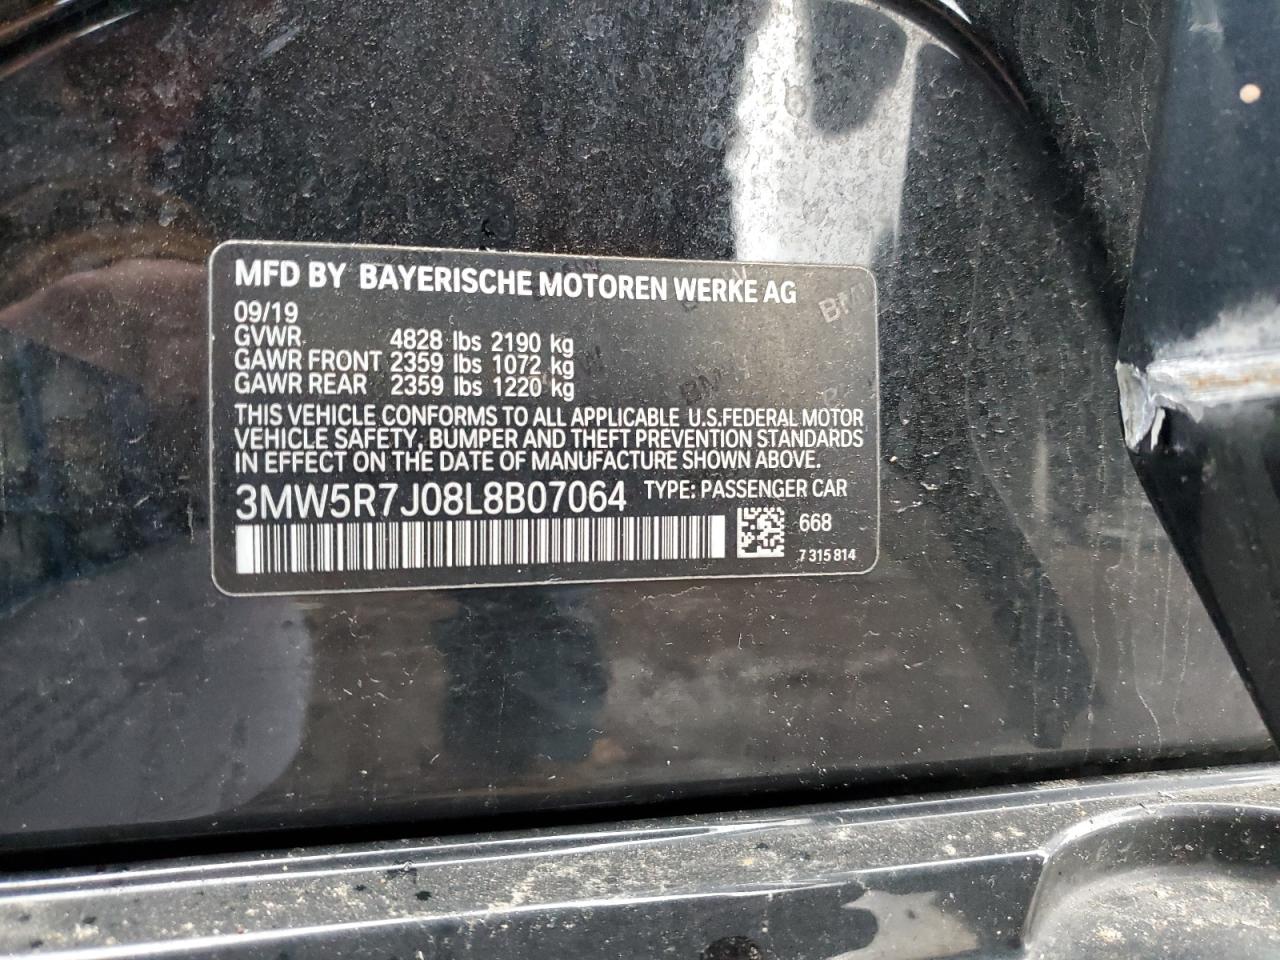 MFD BY BAYERISCHE MOTOREN WERKE AG
09/19
GVWR 4828 lbs 2190 kg
GAWR FRONT 2359 lbs 1072 kg
GAWR REAR 2359 lbs 1220 kg
THIS VEHICLE CONFORMS TO ALL APPLICABLE U.S.FEDERAL MOTOR
VEHICLE SAFETY, BUMPER AND THEFT PREVENTION STANDARDS
IN EFFECT ON THE DATE OF MANUFACTURE SHOWN ABOVE.
3MW5R7J08L8B07064 TYPE: PASSENGER CAR
668
7 315 814